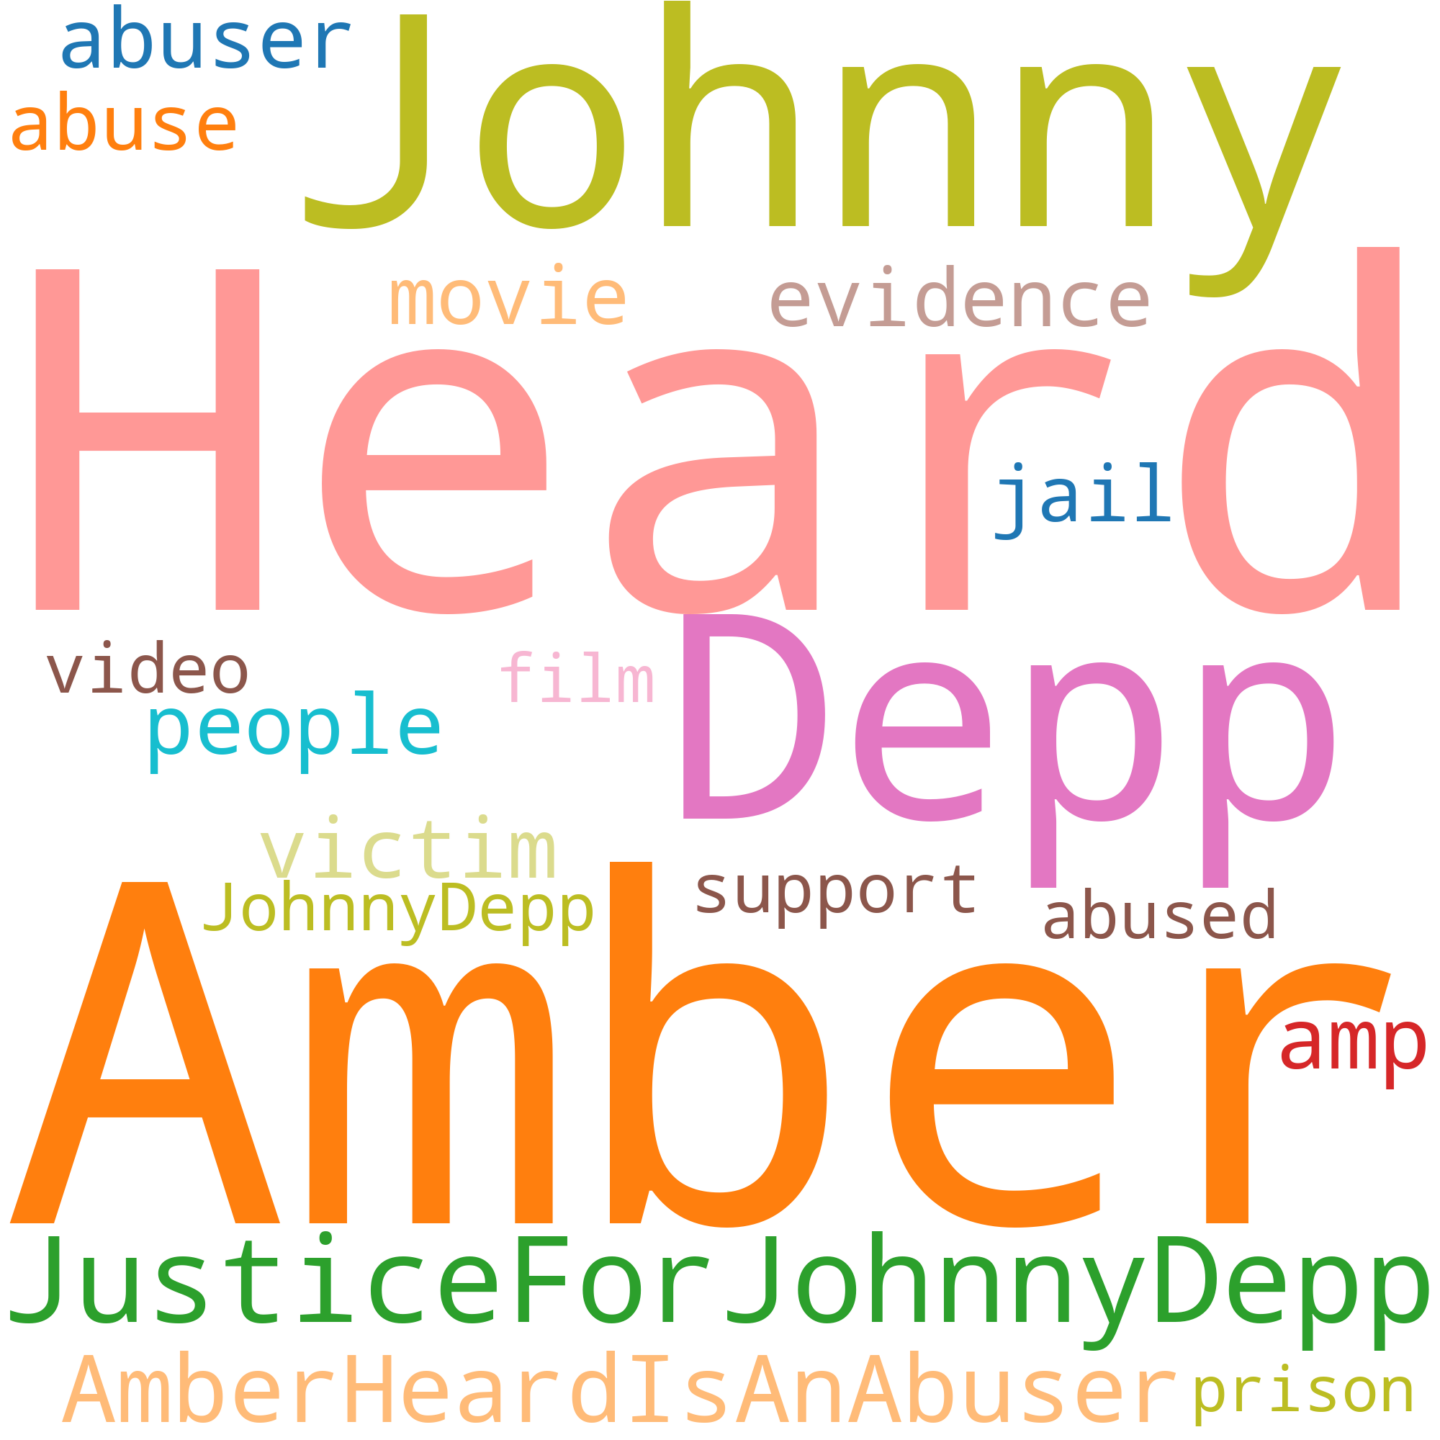 abuser
Johnny
abuse
movie
evidence
Heard
jail
video
film
Depp
people
victim
support
JohnnyDepp
abused
Amber
amp
JusticeForJohnnyDepp
AmberHeardIsAnAbuser
prison